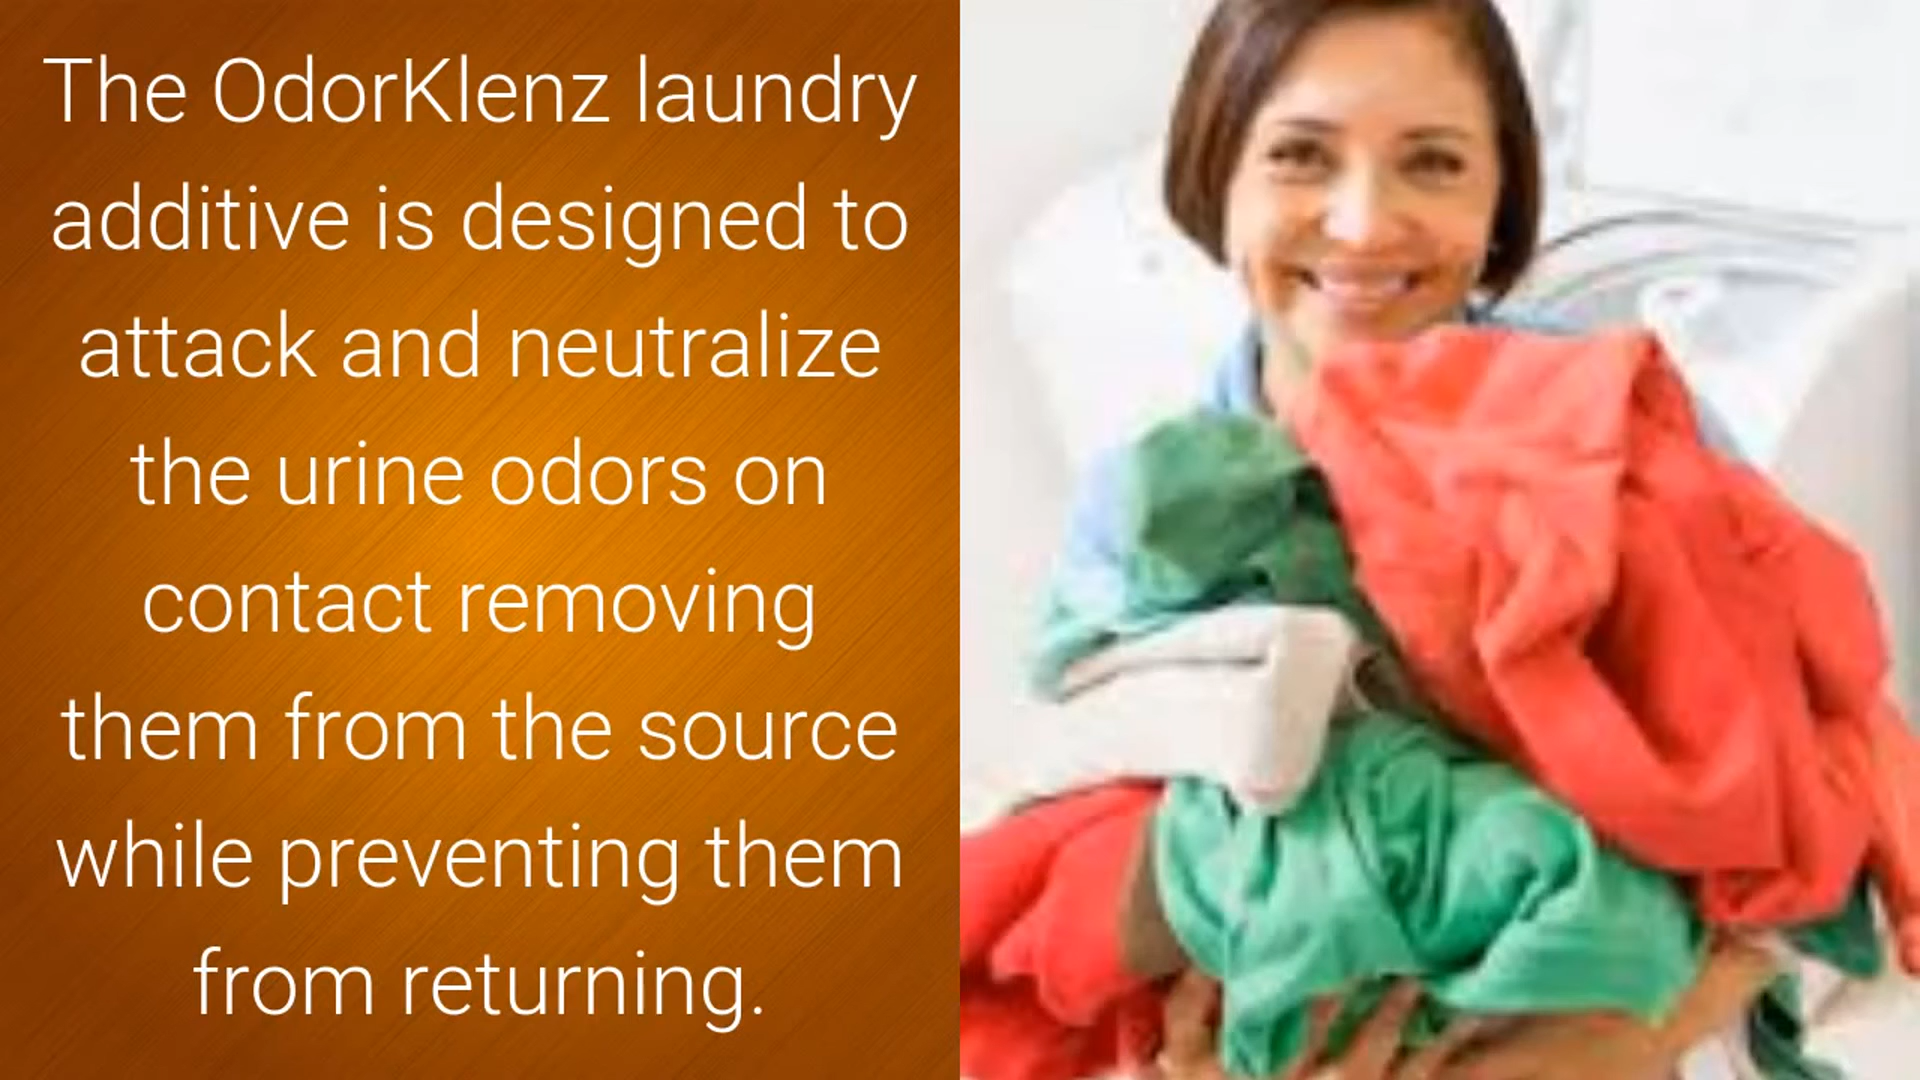 The OdorKlenz laundry
additive is designed to
attack and neutralize
the urine odors on
contact removing
them from the source
while preventing them
from returning.